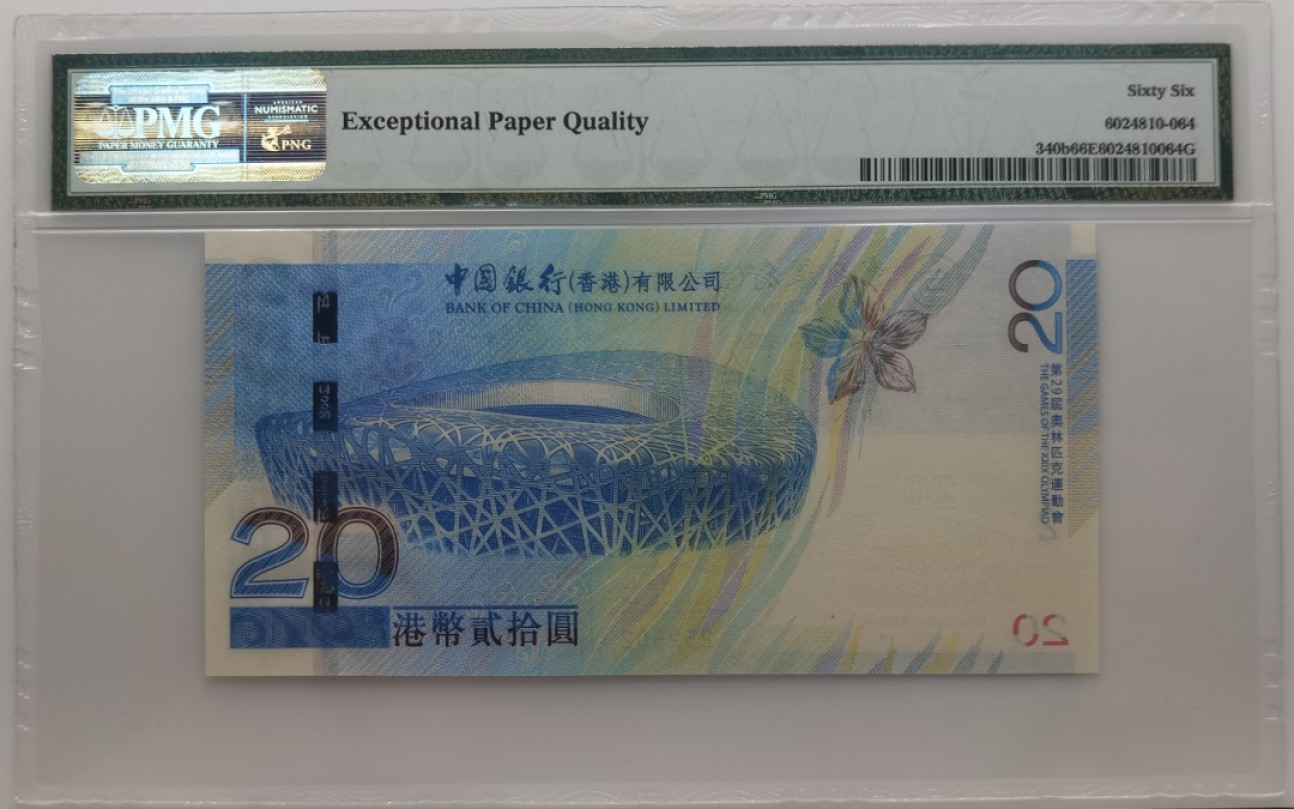 PMG
PAPER MONEY GUARANTY
AMERICAN
NUMISMATIC
ASSOCIATION
PNG
Exceptional Paper Quality
Sixty Six
6024810-064
340b66E6024810064G
PMG
中國銀行(香港)有限公司
BANK OF CHINA (HONG KONG) LIMITED
20
第29屆奧林匹克運動會
THE GAMES OF THE XXIX OLYMPIAD
20
港幣貳拾圓
20